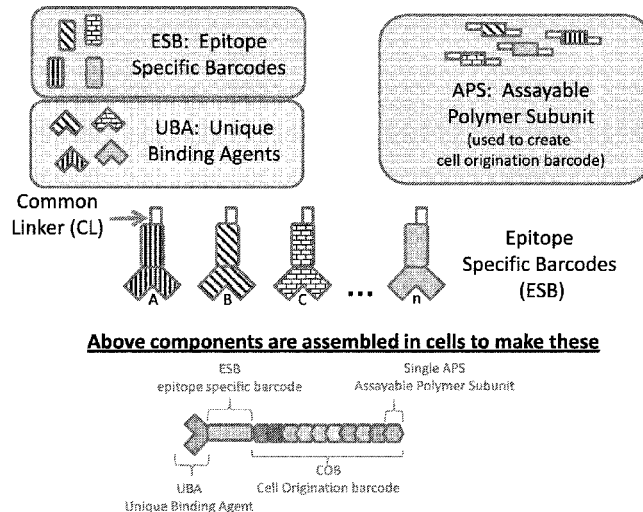 ESB: Epitope
Specific Barcodes
UBA: Unique
Binding Agents
APS: Assayable
Polymer Subunit
(used to create
cell origination barcode)
Common
Linker (CL)
A
B
C
...
n
Epitope
Specific Barcodes
(ESB)
Above components are assembled in cells to make these
ESB
epitope specific barcode
Single APS
Assayable Polymer Subunit
UBA
Unique Binding Agent
COB
Cell Origination barcode